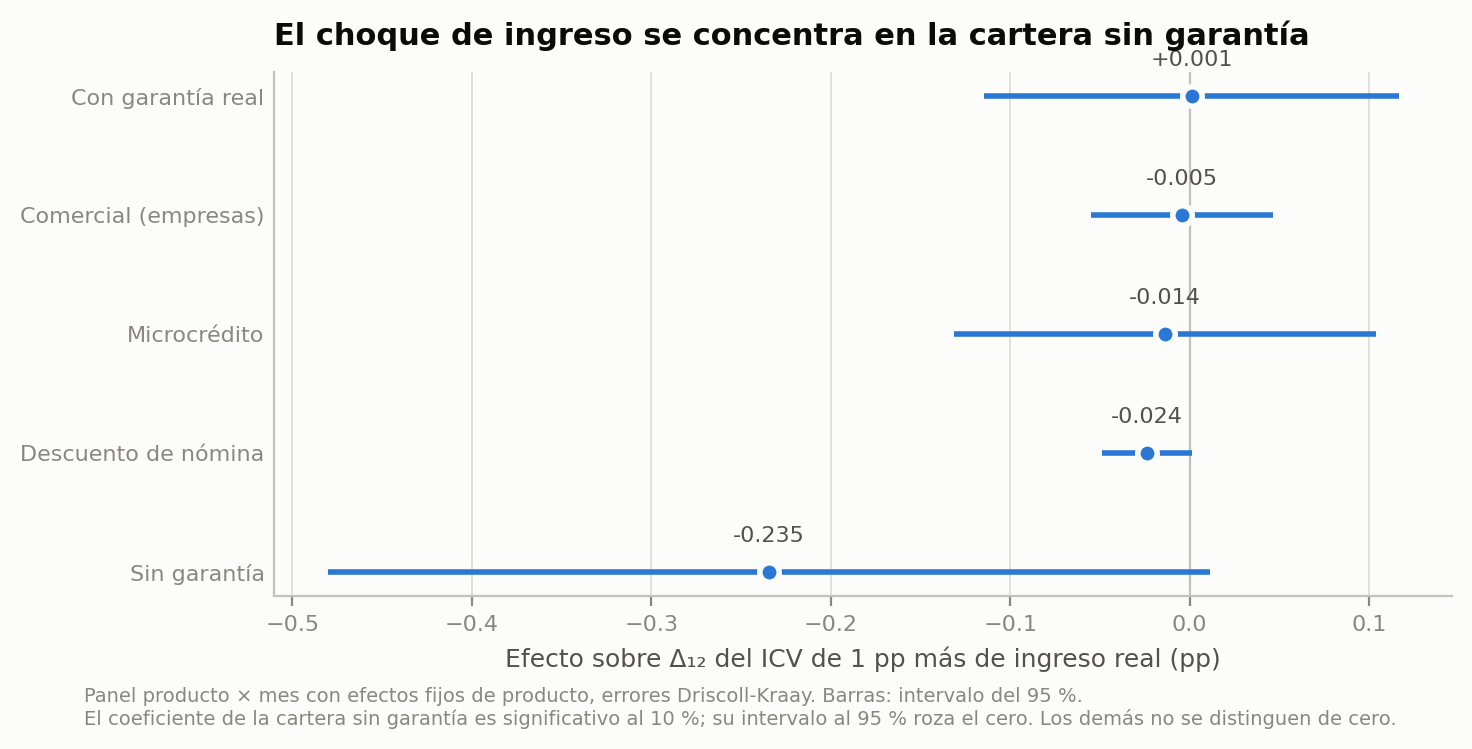 El choque de ingreso se concentra en la cartera sin garantía
+0.001
Con garantía real
-0.005
Comercial (empresas)
-0.014
Microcrédito
-0.024
Descuento de nómina
-0.235
Sin garantía
−0.5 −0.4 −0.3 −0.2 −0.1 0.0 0.1
Efecto sobre Δ₁₂ del ICV de 1 pp más de ingreso real (pp)
Panel producto × mes con efectos fijos de producto, errores Driscoll-Kraay. Barras: intervalo del 95 %.
El coeficiente de la cartera sin garantía es significativo al 10 %; su intervalo al 95 % roza el cero. Los demás no se distinguen de cero.